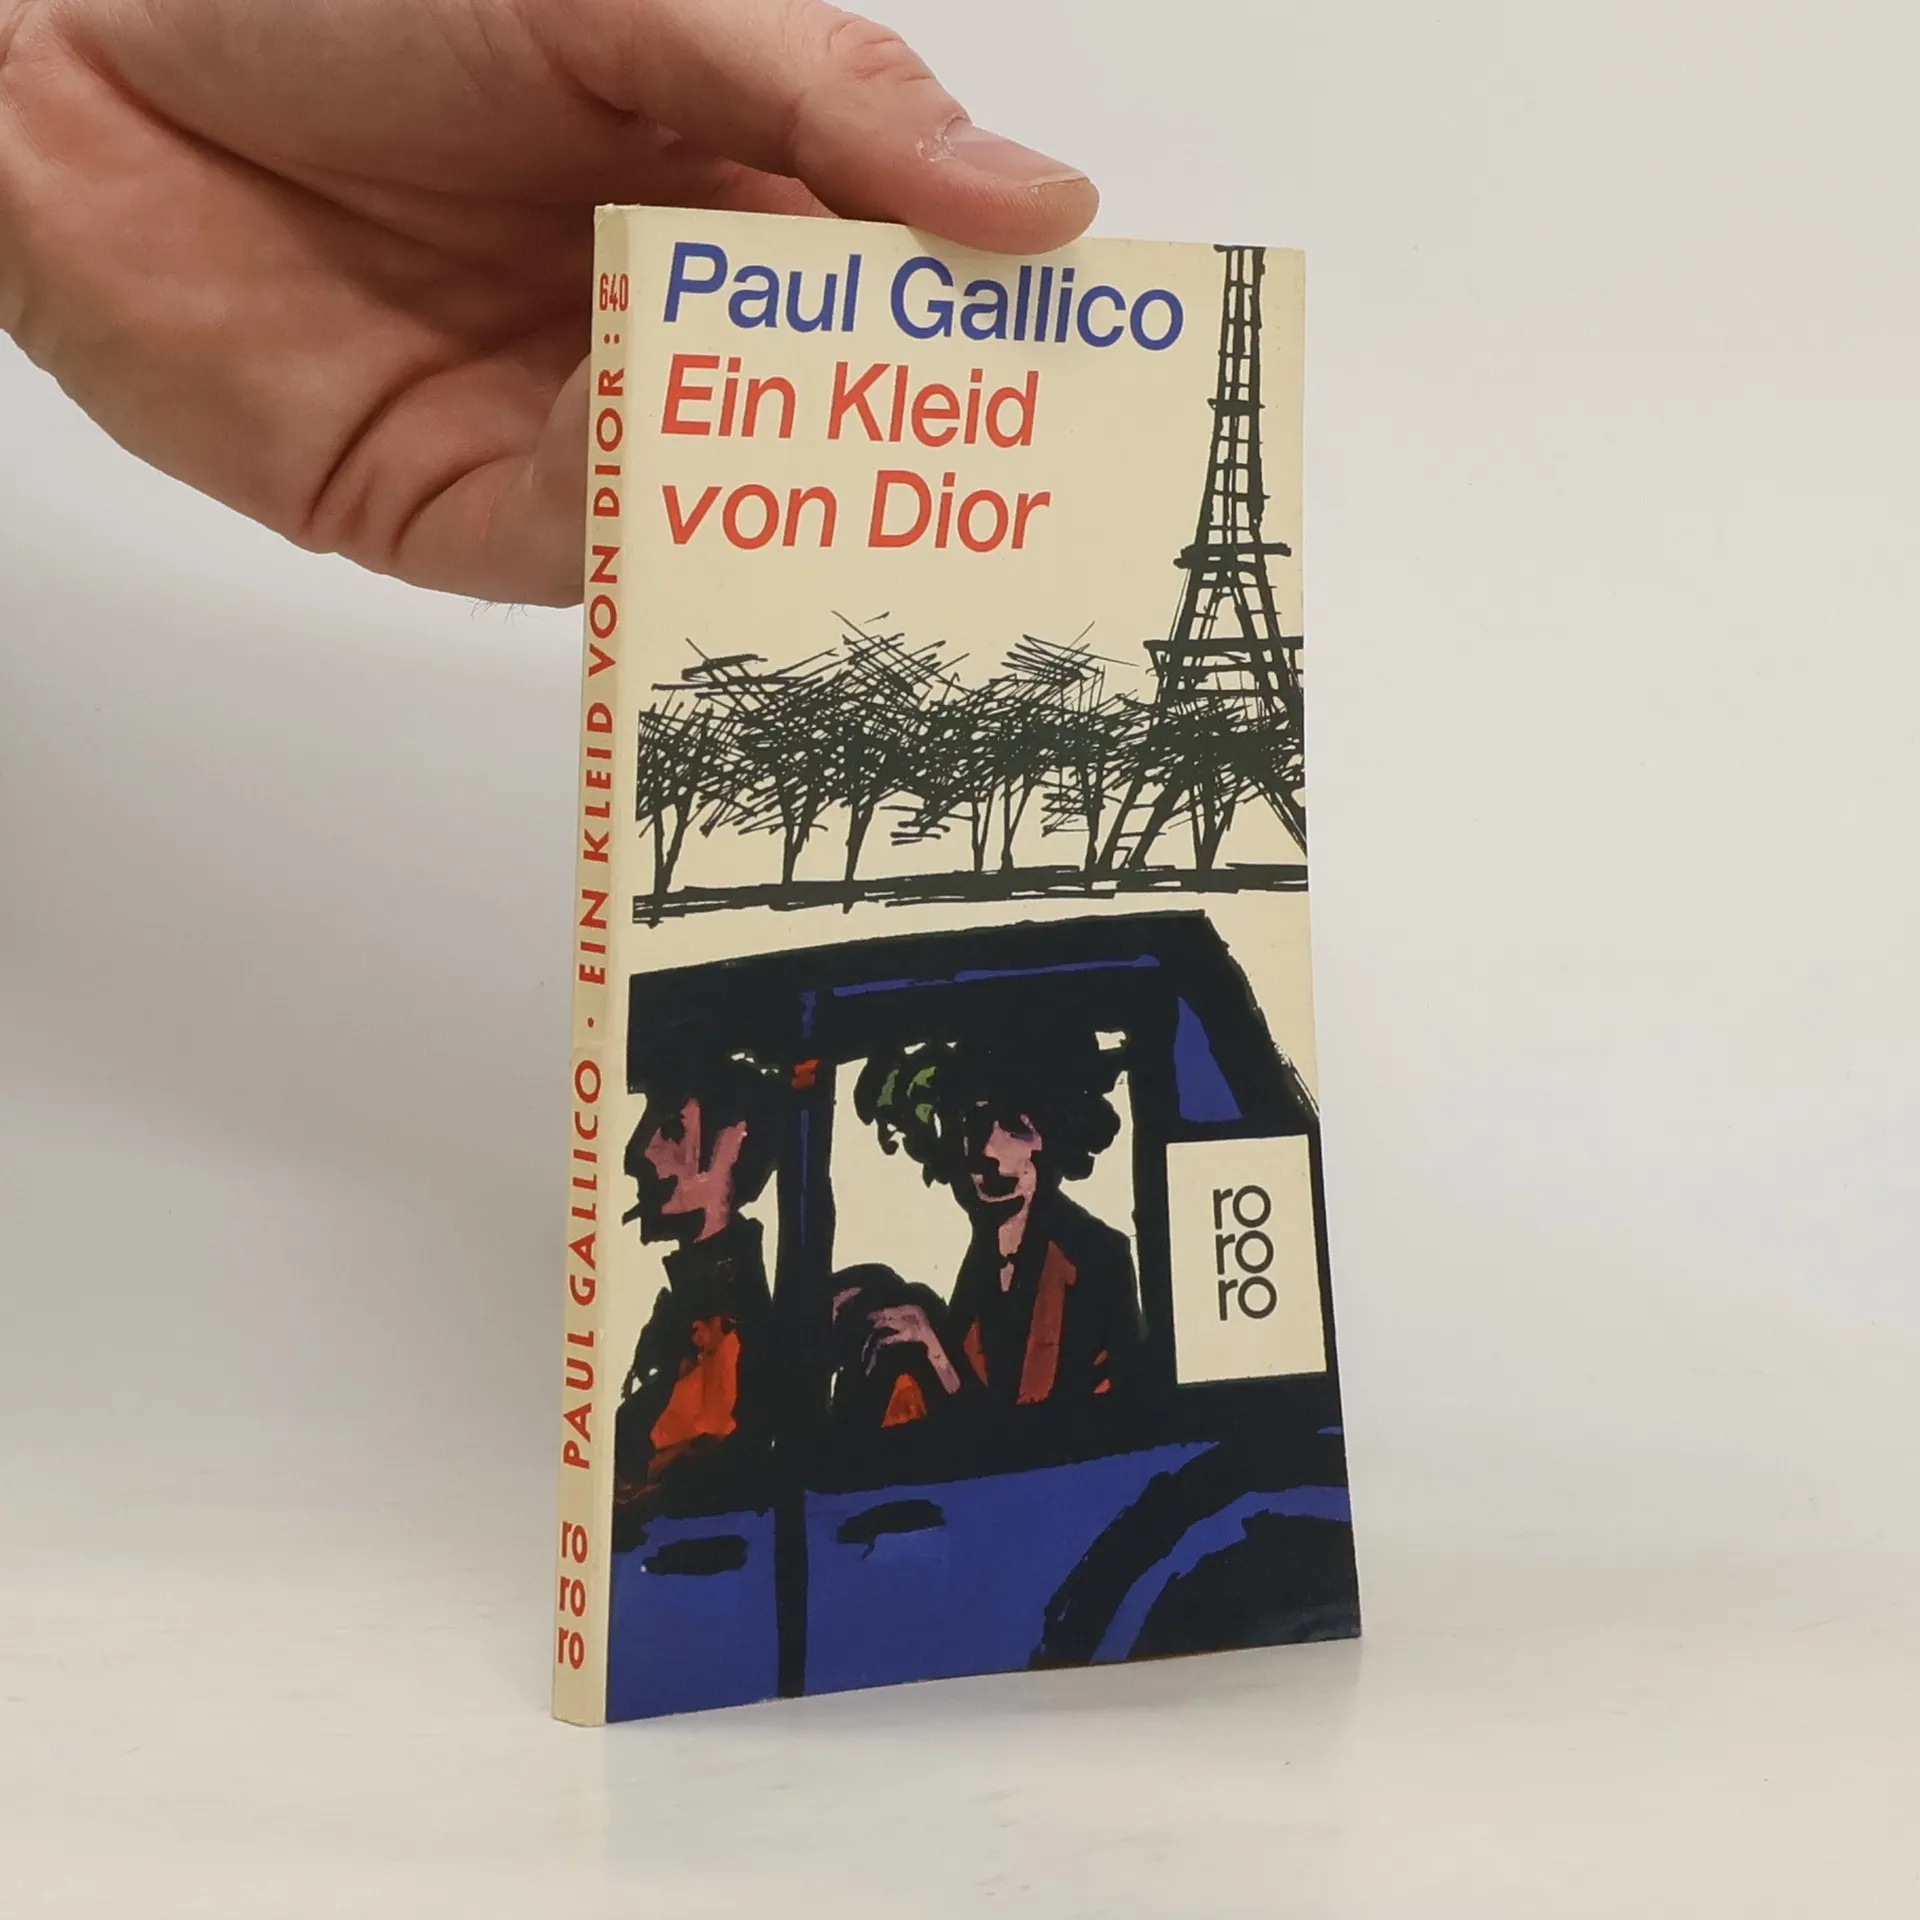 Paul Gallico
Ein Kleid
von Dior
ro
ro
ro
ro
ro
ro
PAUL GALLICO · EIN KLEID VON DIOR : 640